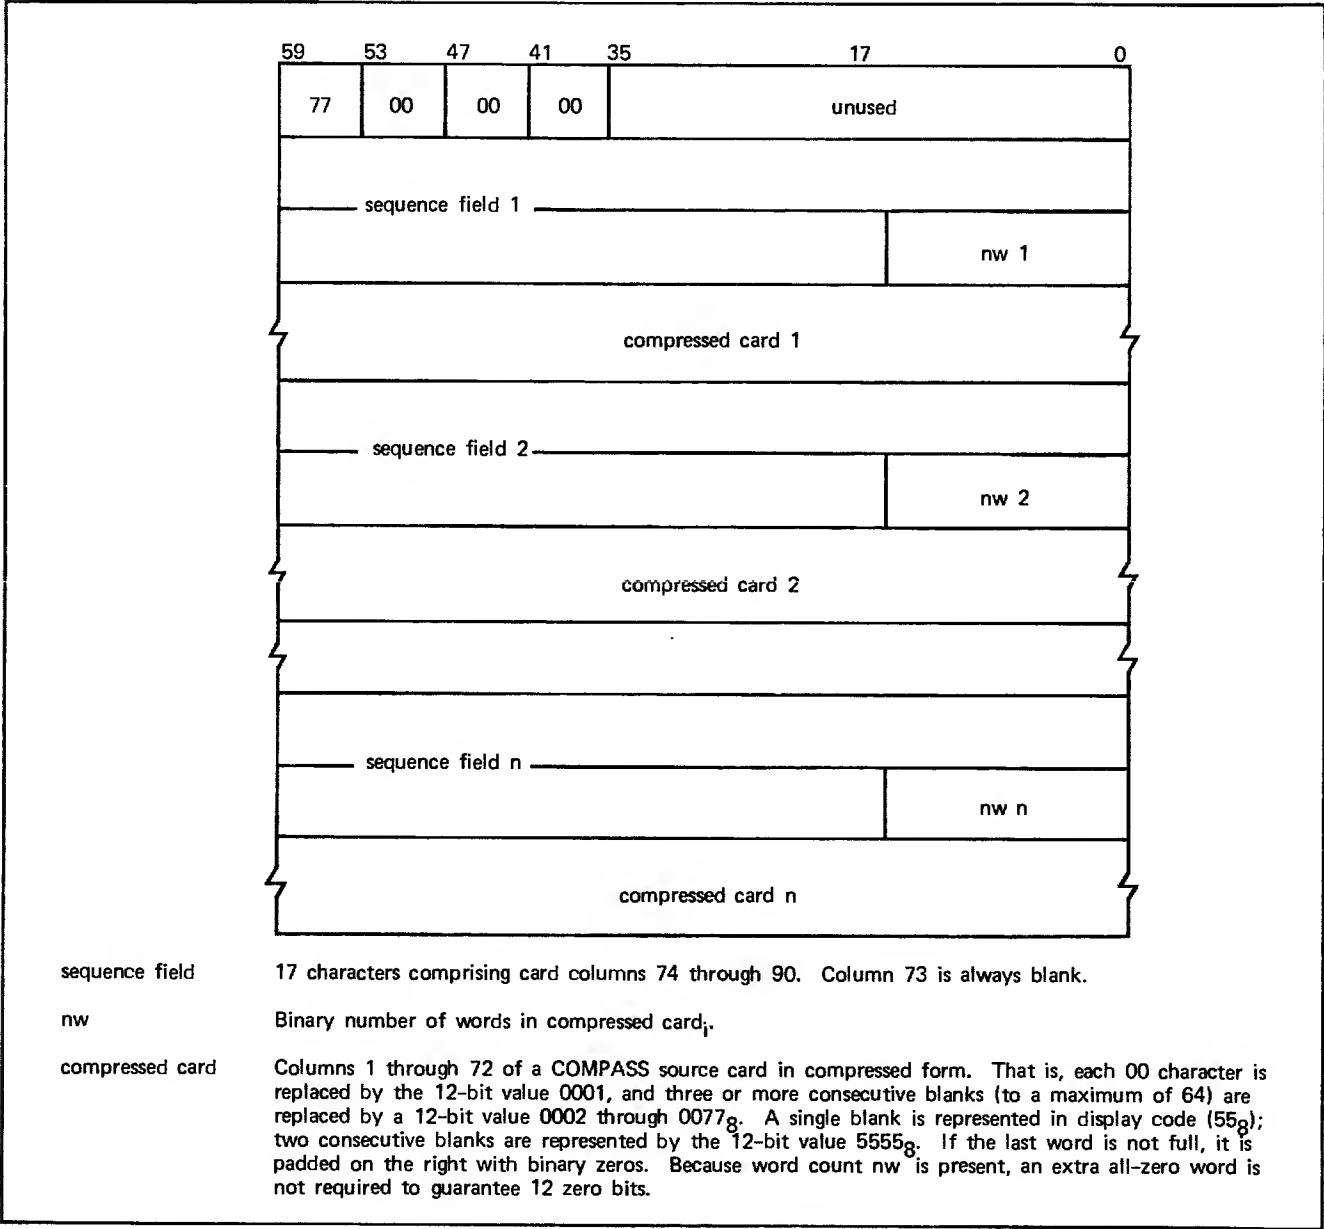 59 53 47 41 35 17 0
77 00 00 00 unused
sequence field 1
nw 1
compressed card 1
sequence field 2
nw 2
compressed card 2
sequence field n
nw n
compressed card n
sequence field 17 characters comprising card columns 74 through 90. Column 73 is always blank.
nw Binary number of words in compressed cardᵢ.
compressed card Columns 1 through 72 of a COMPASS source card in compressed form. That is, each 00 character is
replaced by the 12-bit value 0001, and three or more consecutive blanks (to a maximum of 64) are
replaced by a 12-bit value 0002 through 0077₈. A single blank is represented in display code (55₈);
two consecutive blanks are represented by the 12-bit value 5555₈. If the last word is not full, it is
padded on the right with binary zeros. Because word count nw is present, an extra all-zero word is
not required to guarantee 12 zero bits.